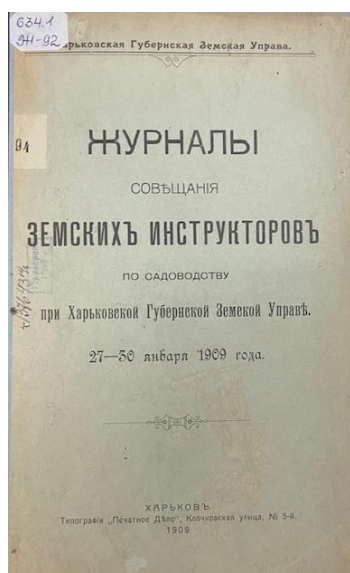 634.1
Ж-92
Харьковская Губернская Земская Управа.
94
ЖУРНАЛЫ
СОВѢЩАНІЯ
ЗЕМСКИХЪ ИНСТРУКТОРОВЪ
ПО САДОВОДСТВУ
при Харьковской Губернской Земской Управѣ.
27—30 января 1909 года.
ХАРЬКОВЪ
Типографія „Печатное Дѣло“, Клочковская улица, № 5-й.
1909